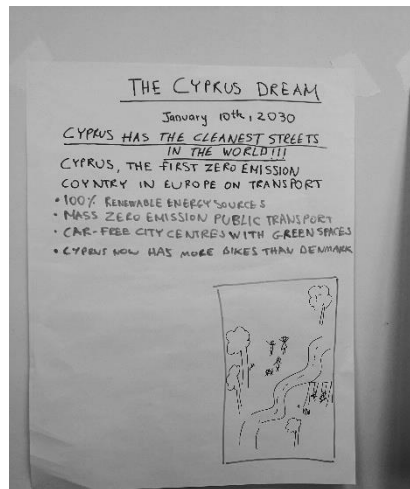 THE CYPRUS DREAM
January 10th, 2030
CYPRUS HAS THE CLEANEST STREETS
IN THE WORLD!!!
CYPRUS, THE FIRST ZERO EMISSION
COYNTRY IN EUROPE ON TRANSPORT
• 100% RENEWABLE ENERGY SOURCES
• MASS ZERO EMISSION PUBLIC TRANSPORT
• CAR-FREE CITY CENTRES WITH GREEN SPACES
• CYPRUS NOW HAS MORE BIKES THAN DENMARK